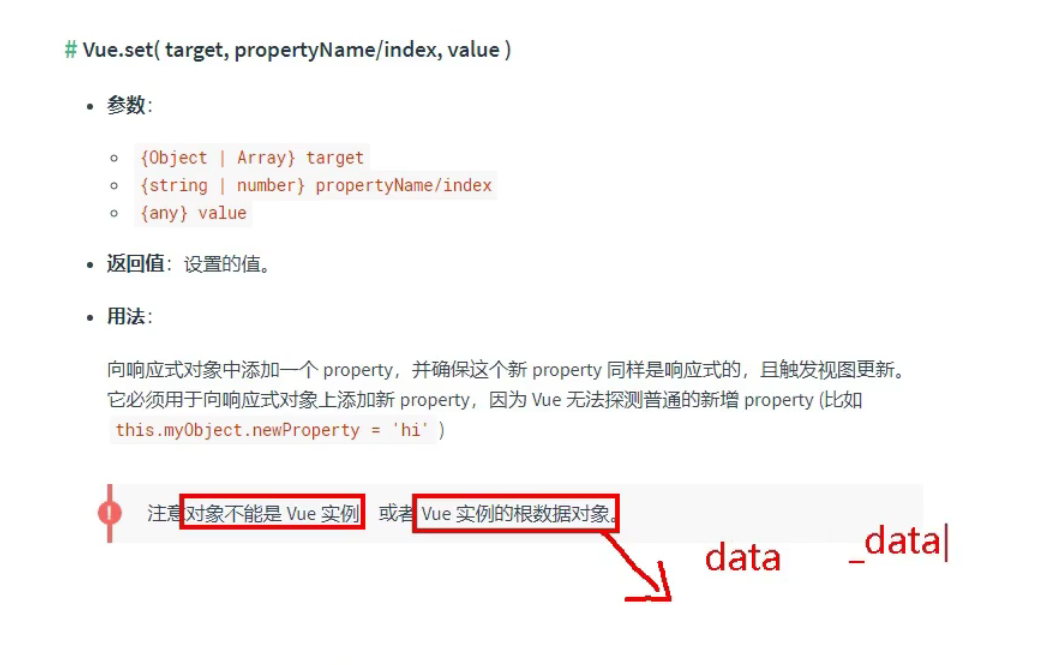 # Vue.set( target, propertyName/index, value )
参数：
{Object | Array} target
{string | number} propertyName/index
{any} value
返回值：设置的值。
用法：
向响应式对象中添加一个 property，并确保这个新 property 同样是响应式的，且触发视图更新。
它必须用于向响应式对象上添加新 property，因为 Vue 无法探测普通的新增 property (比如
this.myObject.newProperty = 'hi' )
! 注意对象不能是 Vue 实例，或者 Vue 实例的根数据对象。
data _data|